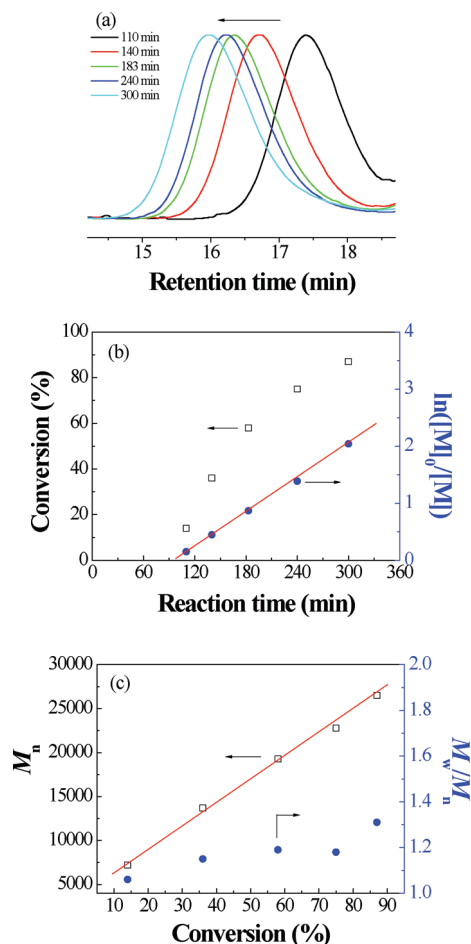 (a)
110 min
140 min
183 min
240 min
300 min
15 16 17 18
Retention time (min)
(b)
100
80
60
40
20
0
Conversion (%)
4
3
2
1
0
ln([M]0/[M])
0 60 120 180 240 300 360
Reaction time (min)
(c)
30000
25000
20000
15000
10000
5000
Mn
2.0
1.8
1.6
1.4
1.2
1.0
Mw/Mn
10 20 30 40 50 60 70 80 90
Conversion (%)